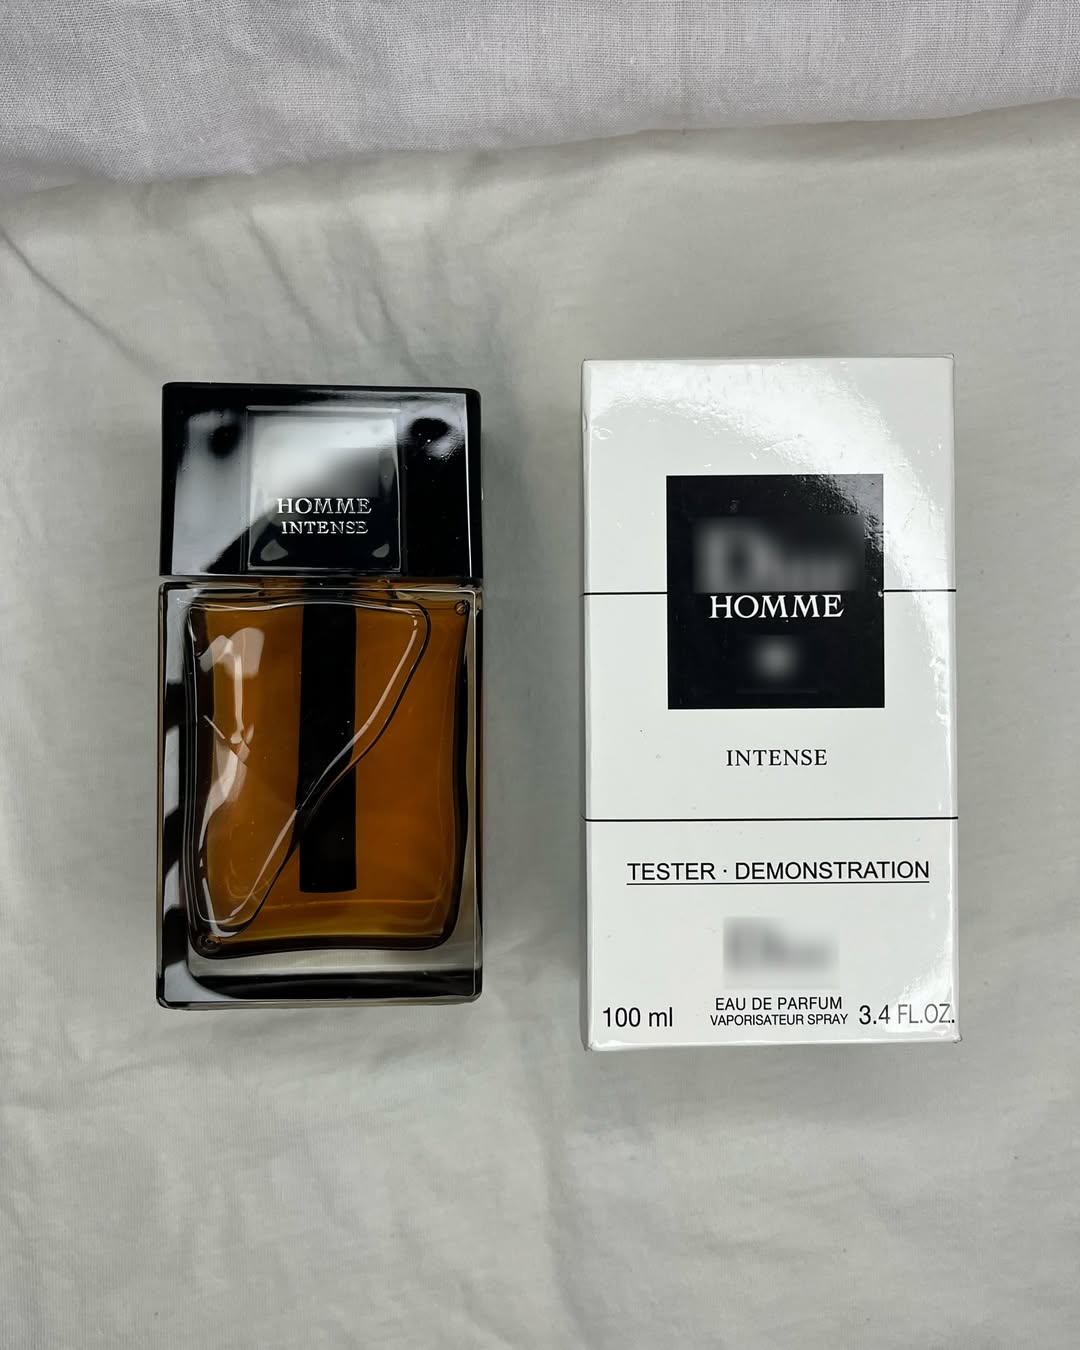 HOMME
INTENSE
HOMME
INTENSE
TESTER · DEMONSTRATION
100 ml
EAU DE PARFUM
VAPORISATEUR SPRAY
3.4 FL.OZ.